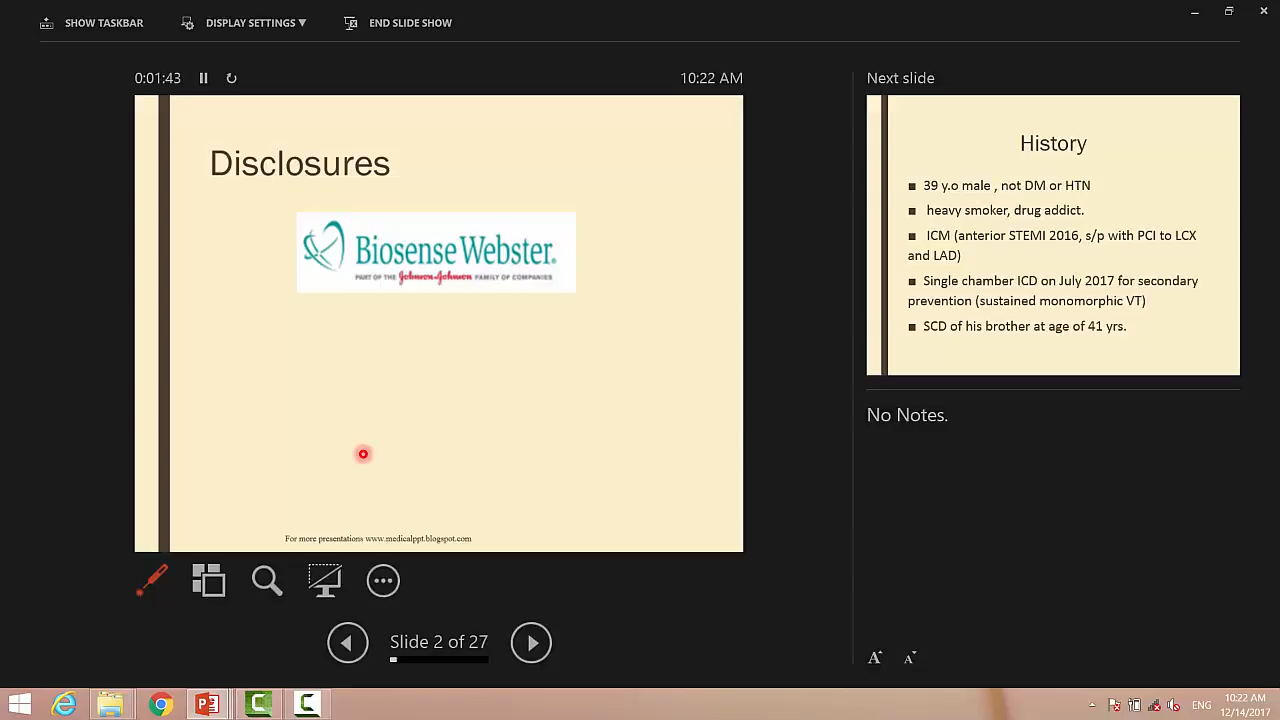 SHOW TASKBAR DISPLAY SETTINGS ▼ END SLIDE SHOW
0:01:43 10:22 AM
Disclosures
Biosense Webster.
PART OF THE Johnson & Johnson FAMILY OF COMPANIES
For more presentations www.medicalppt.blogspot.com
Slide 2 of 27
Next slide
History
■ 39 y.o male , not DM or HTN
■ heavy smoker, drug addict.
■ ICM (anterior STEMI 2016, s/p with PCI to LCX
and LAD)
■ Single chamber ICD on July 2017 for secondary
prevention (sustained monomorphic VT)
■ SCD of his brother at age of 41 yrs.
No Notes.
A A
ENG 10:22 AM
12/14/2017